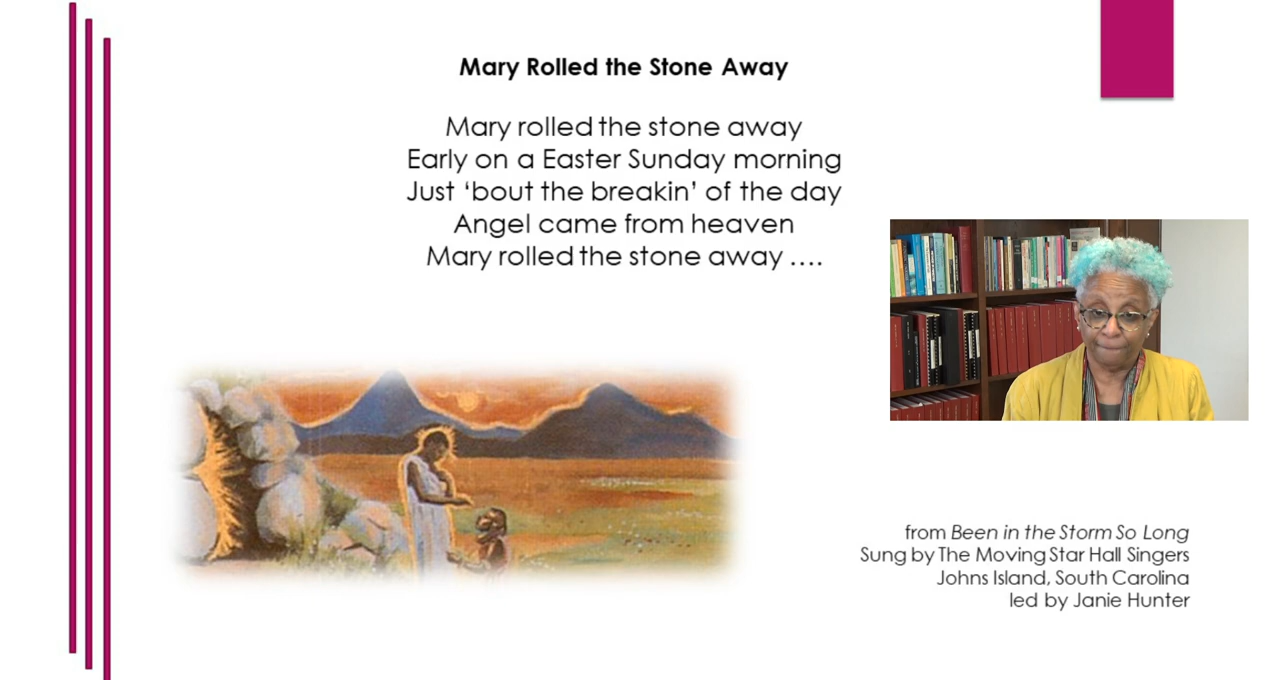 Mary Rolled the Stone Away
Mary rolled the stone away
Early on a Easter Sunday morning
Just ‘bout the breakin’ of the day
Angel came from heaven
Mary rolled the stone away ….
from Been in the Storm So Long
Sung by The Moving Star Hall Singers
Johns Island, South Carolina
led by Janie Hunter